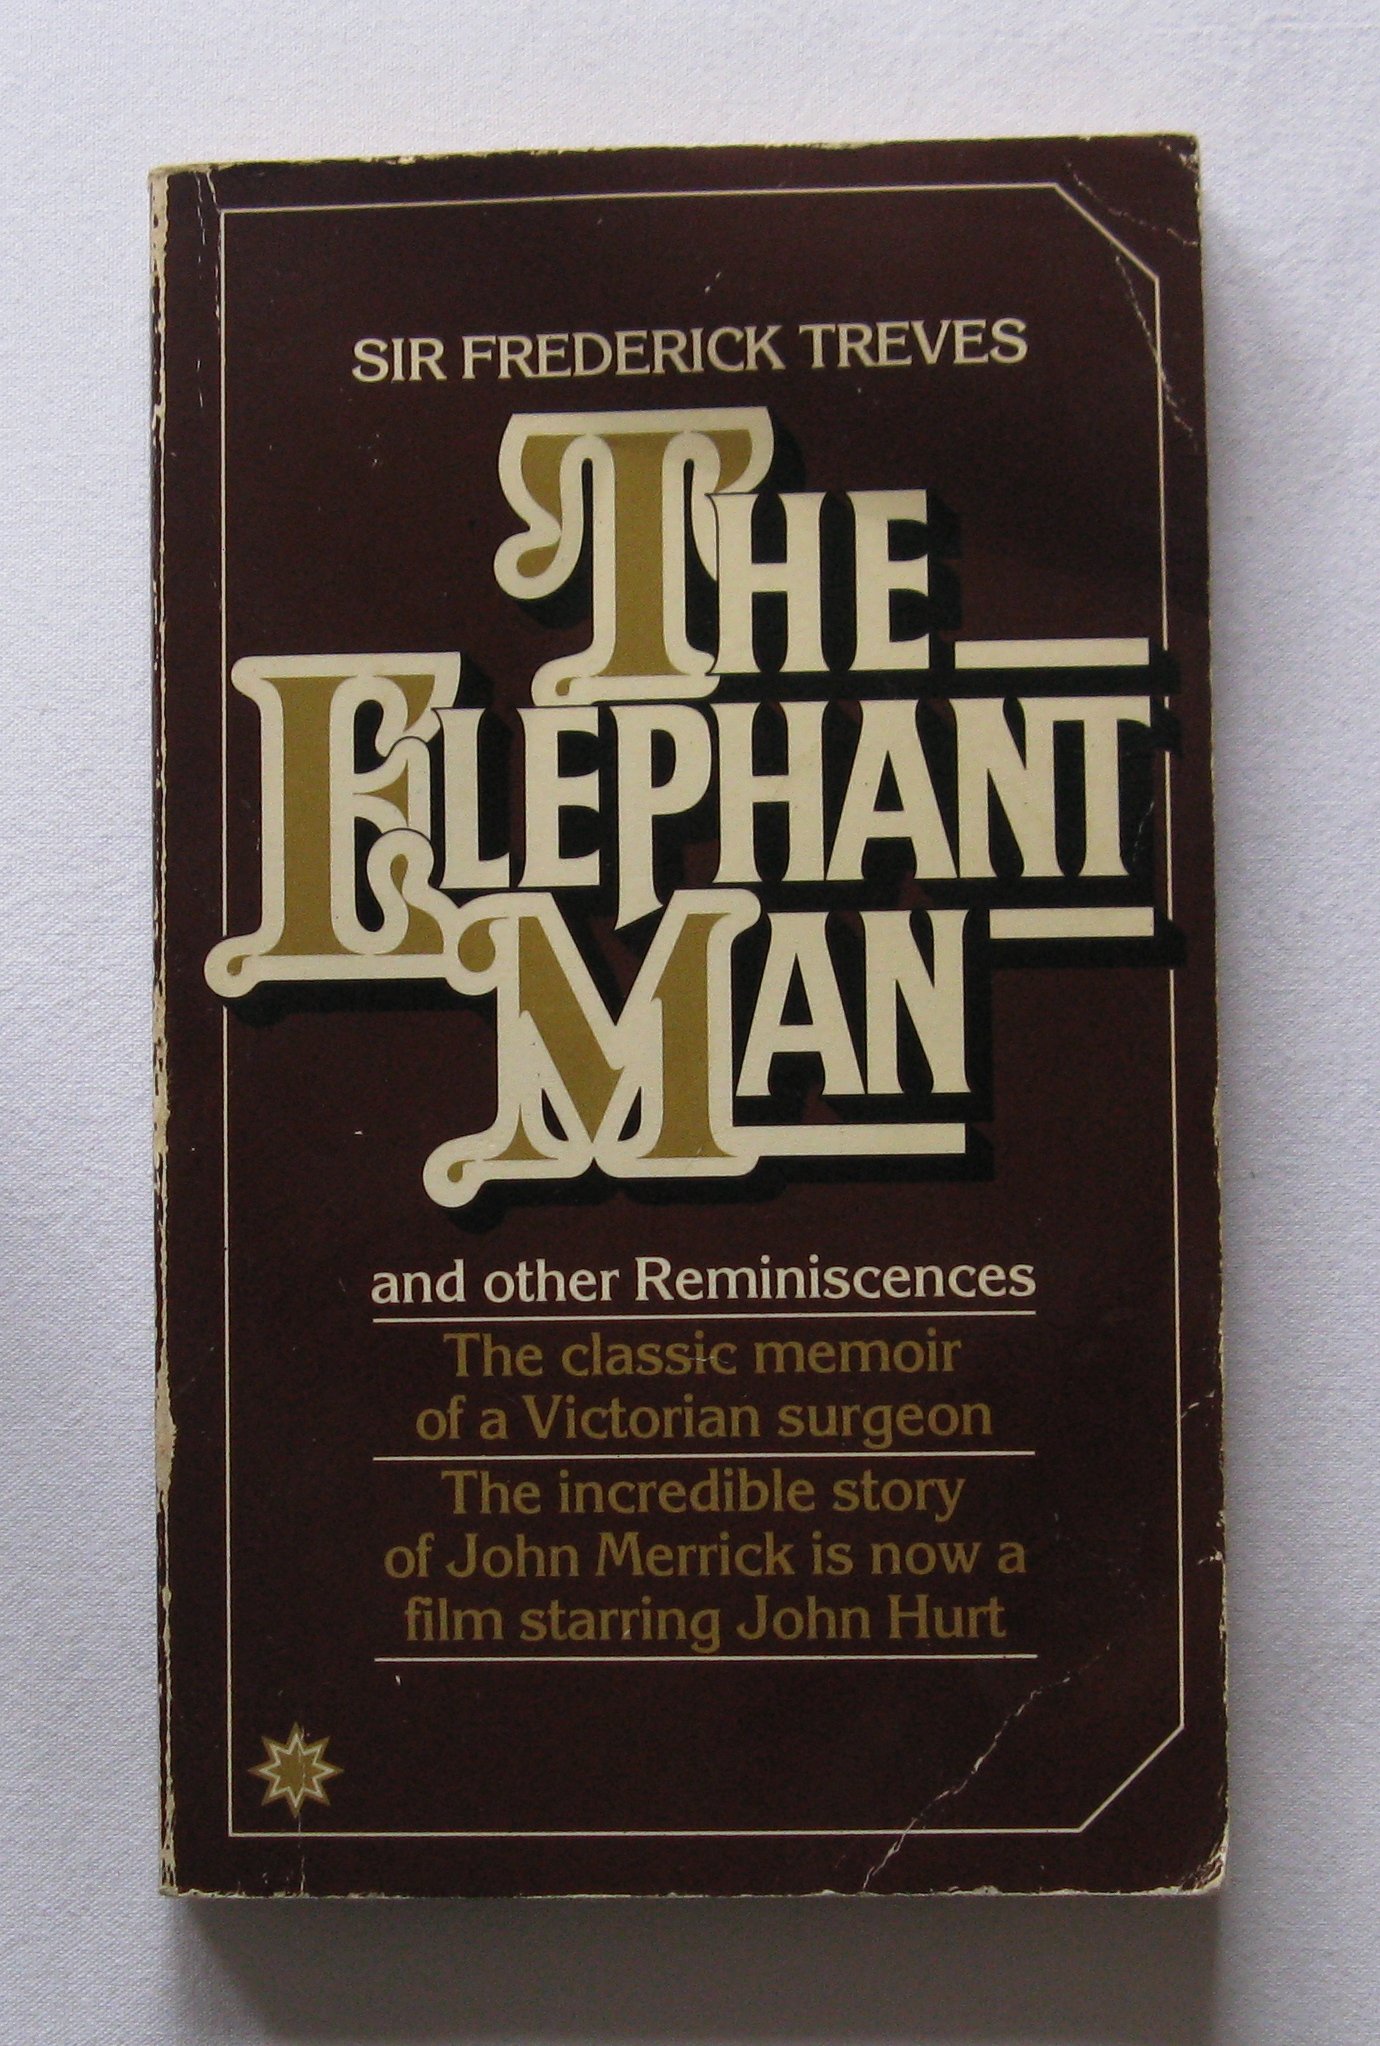 SIR FREDERICK TREVES
THE
ELEPHANT
MAN
and other Reminiscences
The classic memoir
of a Victorian surgeon
The incredible story
of John Merrick is now a
film starring John Hurt